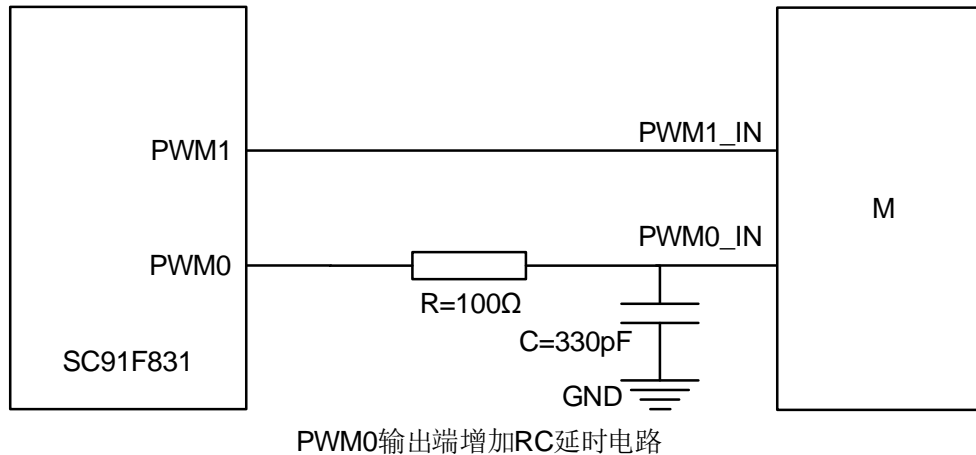 PWM1_IN
PWM1
M
PWM0_IN
PWM0
R=100Ω
C=330pF
SC91F831
GND
PWM0输出端增加RC延时电路